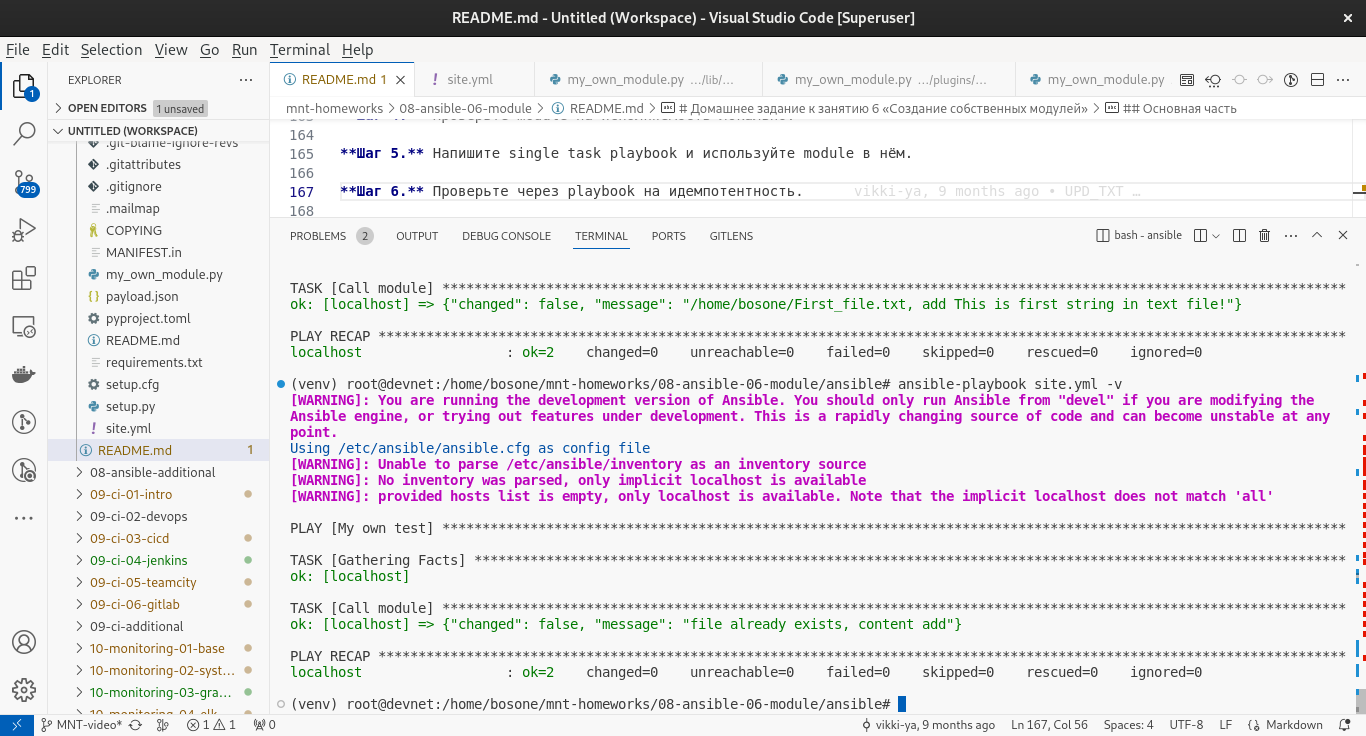 README.md - Untitled (Workspace) - Visual Studio Code [Superuser]
File Edit Selection View Go Run Terminal Help
EXPLORER
OPEN EDITORS 1 unsaved
UNTITLED (WORKSPACE)
.git-blame-ignore-revs
.gitattributes
.gitignore
.mailmap
COPYING
MANIFEST.in
my_own_module.py
payload.json
pyproject.toml
README.md
requirements.txt
setup.cfg
setup.py
site.yml
README.md 1
08-ansible-additional
09-ci-01-intro
09-ci-02-devops
09-ci-03-cicd
09-ci-04-jenkins
09-ci-05-teamcity
09-ci-06-gitlab
09-ci-additional
10-monitoring-01-base
10-monitoring-02-syst...
10-monitoring-03-gra...
1
799
README.md 1
site.yml
my_own_module.py .../lib/...
my_own_module.py .../plugins/...
my_own_module.py
mnt-homeworks > 08-ansible-06-module > README.md > # Домашнее задание к занятию 6 «Создание собственных модулей» > ## Основная часть
164
165 **Шаг 5.** Напишите single task playbook и используйте module в нём.
166
167 **Шаг 6.** Проверьте через playbook на идемпотентность. vikki-ya, 9 months ago • UPD_TXT …
168
PROBLEMS 2 OUTPUT DEBUG CONSOLE TERMINAL PORTS GITLENS
bash - ansible
TASK [Call module] *****************************************************************************************************************
ok: [localhost] => {"changed": false, "message": "/home/bosone/First_file.txt, add This is first string in text file!"}
PLAY RECAP *************************************************************************************************************************
localhost                  : ok=2    changed=0    unreachable=0    failed=0    skipped=0    rescued=0    ignored=0
(venv) root@devnet:/home/bosone/mnt-homeworks/08-ansible-06-module/ansible# ansible-playbook site.yml -v
[WARNING]: You are running the development version of Ansible. You should only run Ansible from "devel" if you are modifying the
Ansible engine, or trying out features under development. This is a rapidly changing source of code and can become unstable at any
point.
Using /etc/ansible/ansible.cfg as config file
[WARNING]: Unable to parse /etc/ansible/inventory as an inventory source
[WARNING]: No inventory was parsed, only implicit localhost is available
[WARNING]: provided hosts list is empty, only localhost is available. Note that the implicit localhost does not match 'all'
PLAY [My own test] *****************************************************************************************************************
TASK [Gathering Facts] *************************************************************************************************************
ok: [localhost]
TASK [Call module] *****************************************************************************************************************
ok: [localhost] => {"changed": false, "message": "file already exists, content add"}
PLAY RECAP *************************************************************************************************************************
localhost                  : ok=2    changed=0    unreachable=0    failed=0    skipped=0    rescued=0    ignored=0
(venv) root@devnet:/home/bosone/mnt-homeworks/08-ansible-06-module/ansible#
MNT-video* 1 1 0
vikki-ya, 9 months ago Ln 167, Col 56 Spaces: 4 UTF-8 LF Markdown